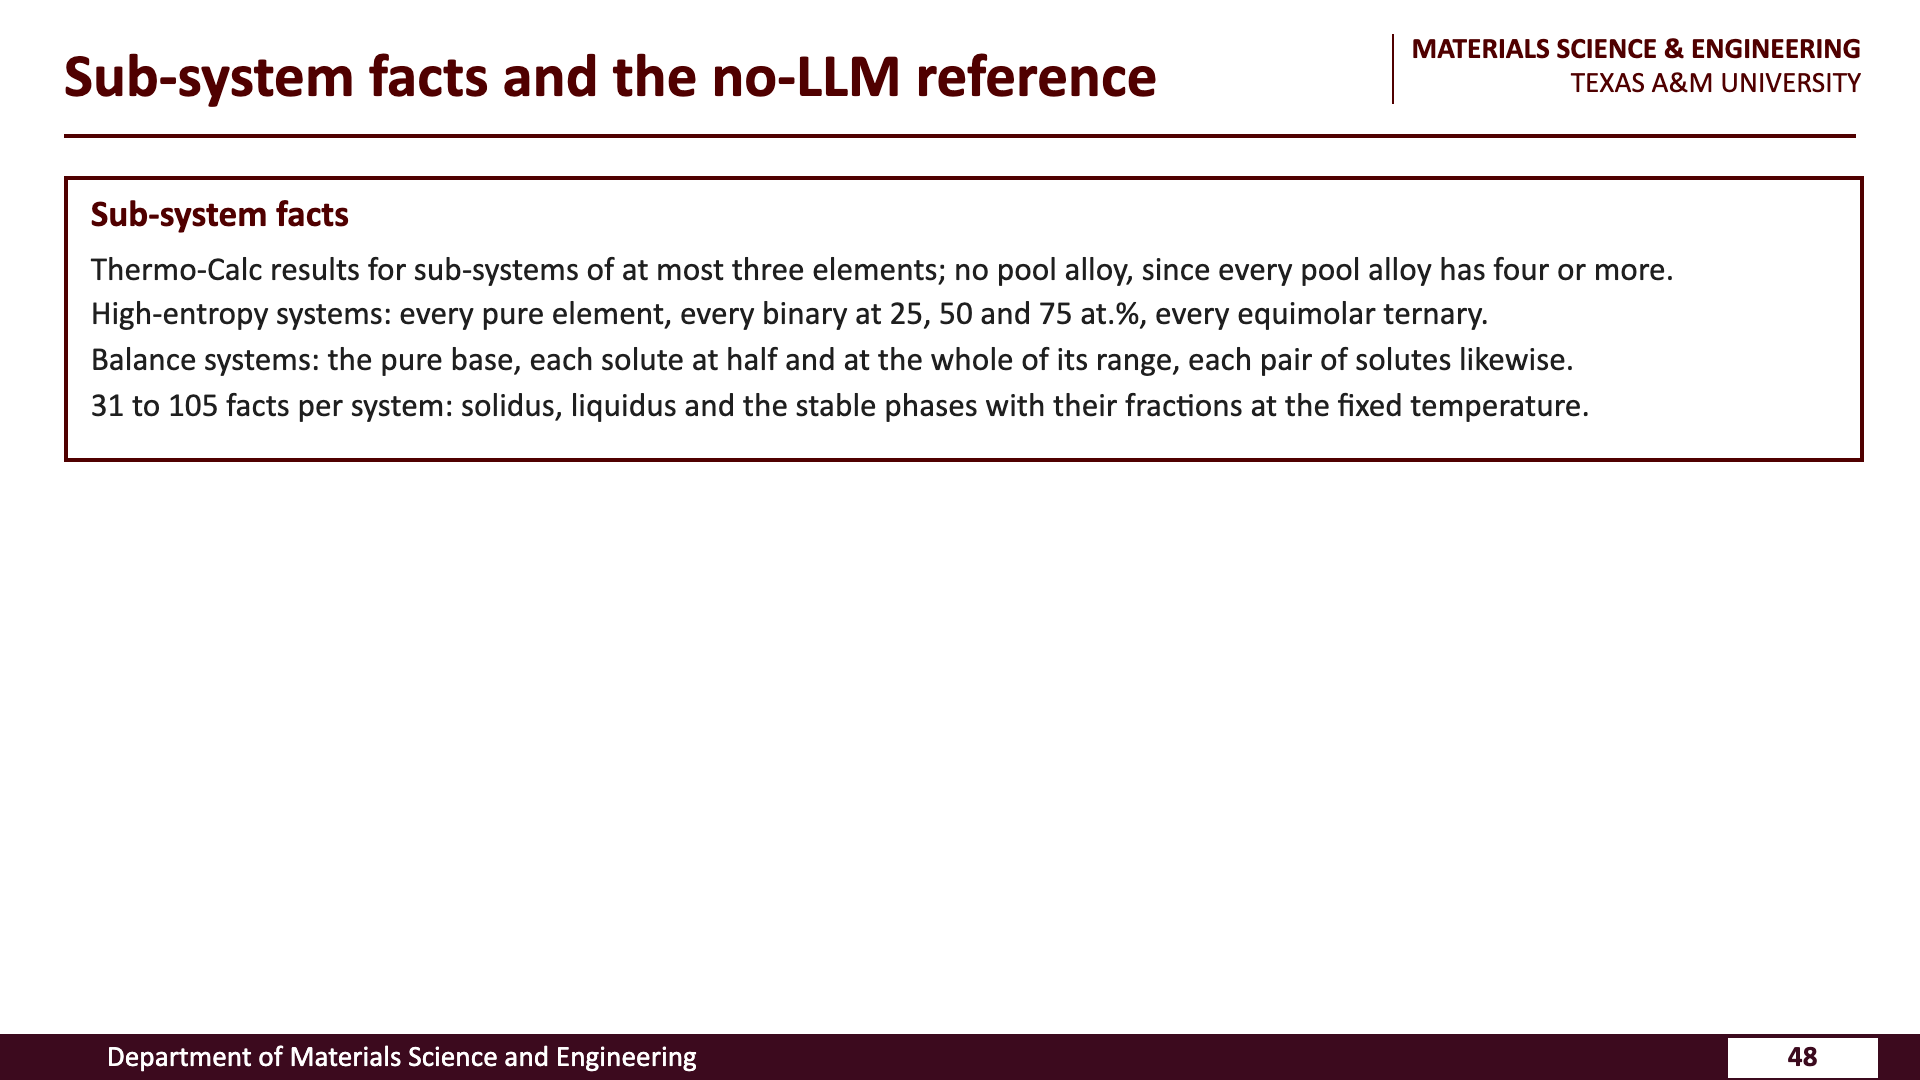 Sub-system facts and the no-LLM reference
MATERIALS SCIENCE & ENGINEERING
TEXAS A&M UNIVERSITY
Sub-system facts
Thermo-Calc results for sub-systems of at most three elements; no pool alloy, since every pool alloy has four or more.
High-entropy systems: every pure element, every binary at 25, 50 and 75 at.%, every equimolar ternary.
Balance systems: the pure base, each solute at half and at the whole of its range, each pair of solutes likewise.
31 to 105 facts per system: solidus, liquidus and the stable phases with their fractions at the fixed temperature.
Department of Materials Science and Engineering
48